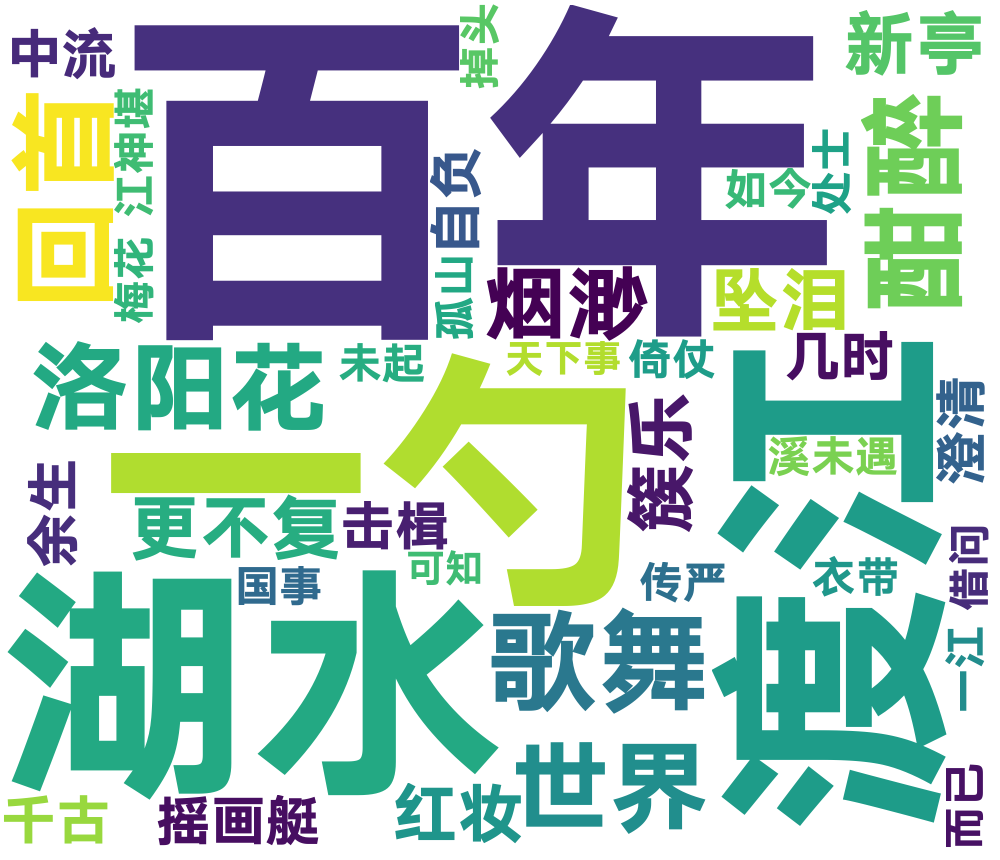 中流
掉头
新亭
回首
江神堪
百年
自负
如今
处士
酣醉
梅花
孤山
烟渺
坠泪
洛阳花
未起
天下事
倚仗
几时
渡江
澄清
一勺
簇乐
溪未遇
余生
更不复
击楫
可知
国事
传严
衣带
借问
湖水
歌舞
一江
世界
千古
摇画艇
红妆
而已